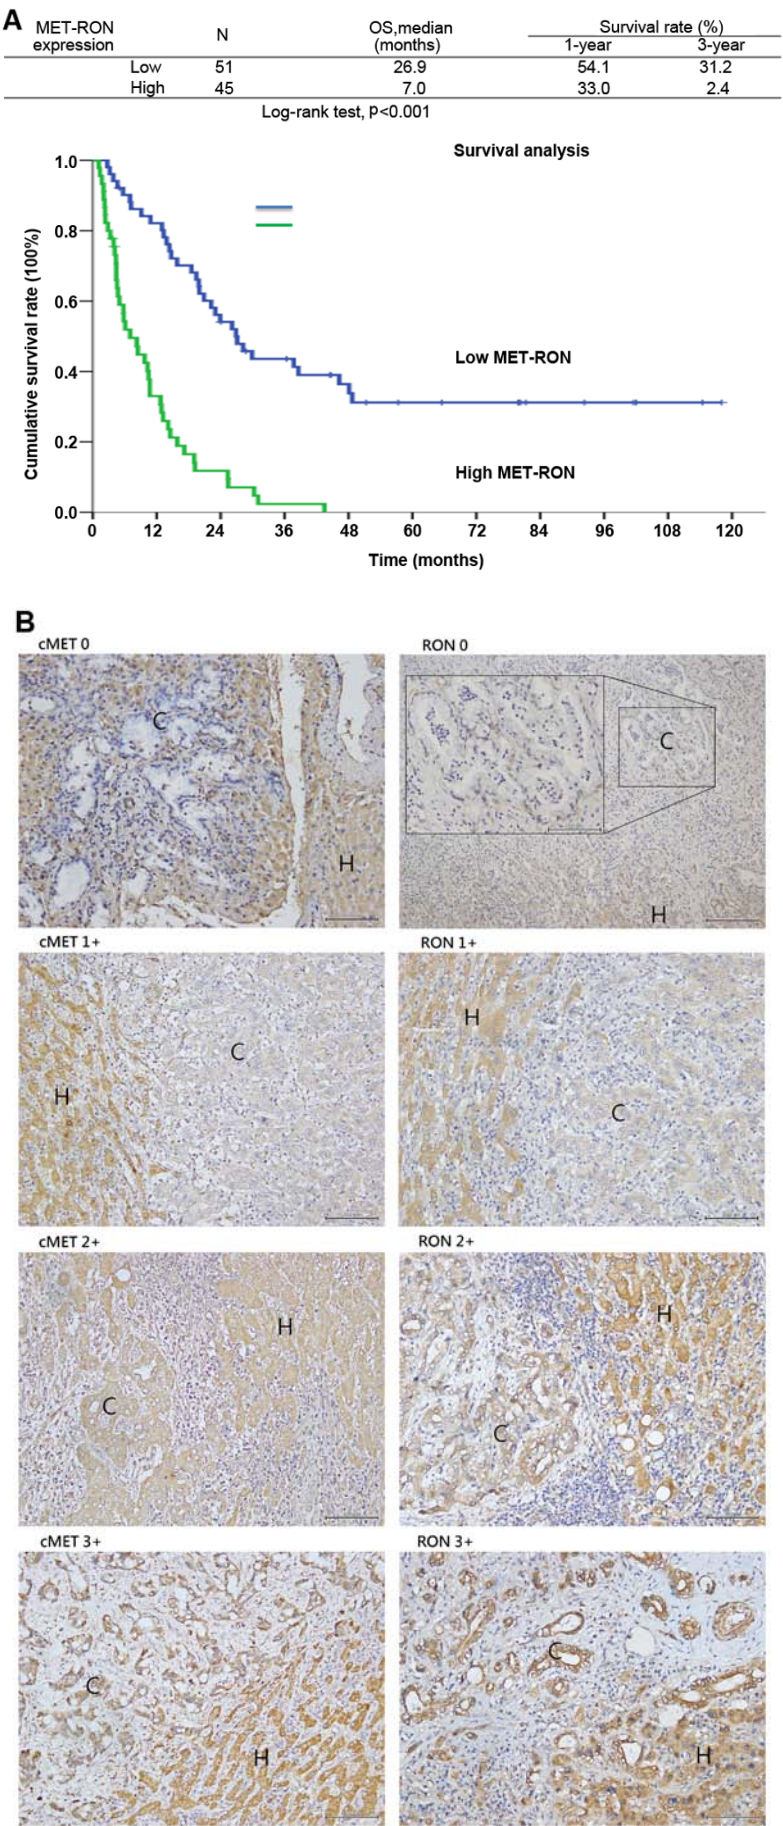 A
MET-RON expression N OS,median (months) Survival rate (%)
1-year 3-year
Low 51 26.9 54.1 31.2
High 45 7.0 33.0 2.4
Log-rank test, p<0.001
Survival analysis
Cumulative survival rate (100%)
1.0
0.8
0.6
0.4
0.2
0.0
Low MET-RON
High MET-RON
0 12 24 36 48 60 72 84 96 108 120
Time (months)
B
cMET 0 RON 0
C
H
C
H
cMET 1+ RON 1+
C
H
H
C
cMET 2+ RON 2+
H
C
H
C
cMET 3+ RON 3+
C
H
C
H